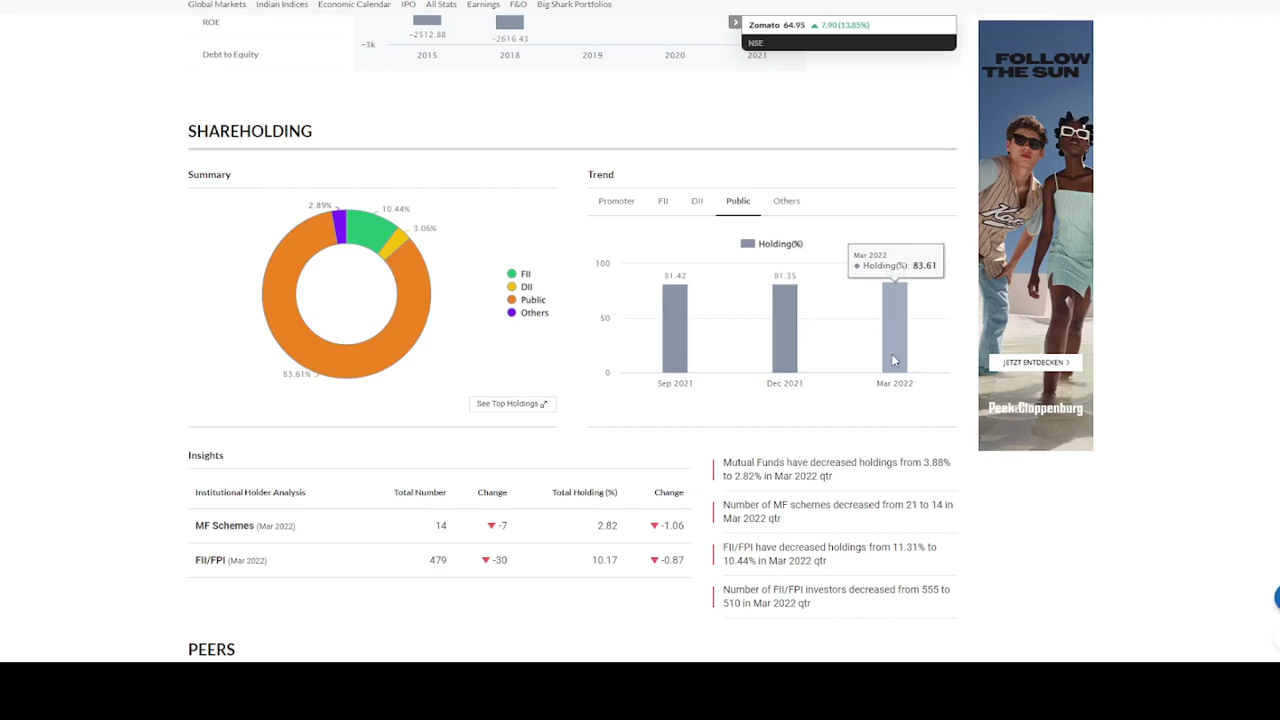 Global Markets Indian Indices Economic Calendar IPO All Stats Earnings F&O Big Shark Portfolios
ROE
Debt to Equity
-2512.88
-2616.43
-3k
2015 2018 2019 2020 2021
Zomato 64.95 ▲ 7.90 (13.85%)
NSE
SHAREHOLDING
Summary
2.89%
10.44%
3.06%
83.61%
FII
DII
Public
Others
See Top Holdings
Trend
Promoter FII DII Public Others
Holding(%)
Mar 2022
Holding(%): 83.61
100
50
0
81.42
81.35
Sep 2021 Dec 2021 Mar 2022
Insights
Institutional Holder Analysis Total Number Change Total Holding (%) Change
MF Schemes (Mar 2022) 14 ▼ -7 2.82 ▼ -1.06
FII/FPI (Mar 2022) 479 ▼ -30 10.17 ▼ -0.87
Mutual Funds have decreased holdings from 3.88%
to 2.82% in Mar 2022 qtr
Number of MF schemes decreased from 21 to 14 in
Mar 2022 qtr
FII/FPI have decreased holdings from 11.31% to
10.44% in Mar 2022 qtr
Number of FII/FPI investors decreased from 555 to
510 in Mar 2022 qtr
PEERS
FOLLOW
THE SUN
JETZT ENTDECKEN >
Peek&Cloppenburg